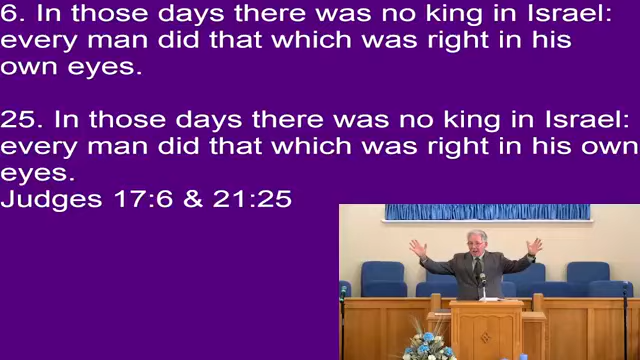 6. In those days there was no king in Israel:
every man did that which was right in his
own eyes.
25. In those days there was no king in Israel:
every man did that which was right in his own
eyes.
Judges 17:6 & 21:25